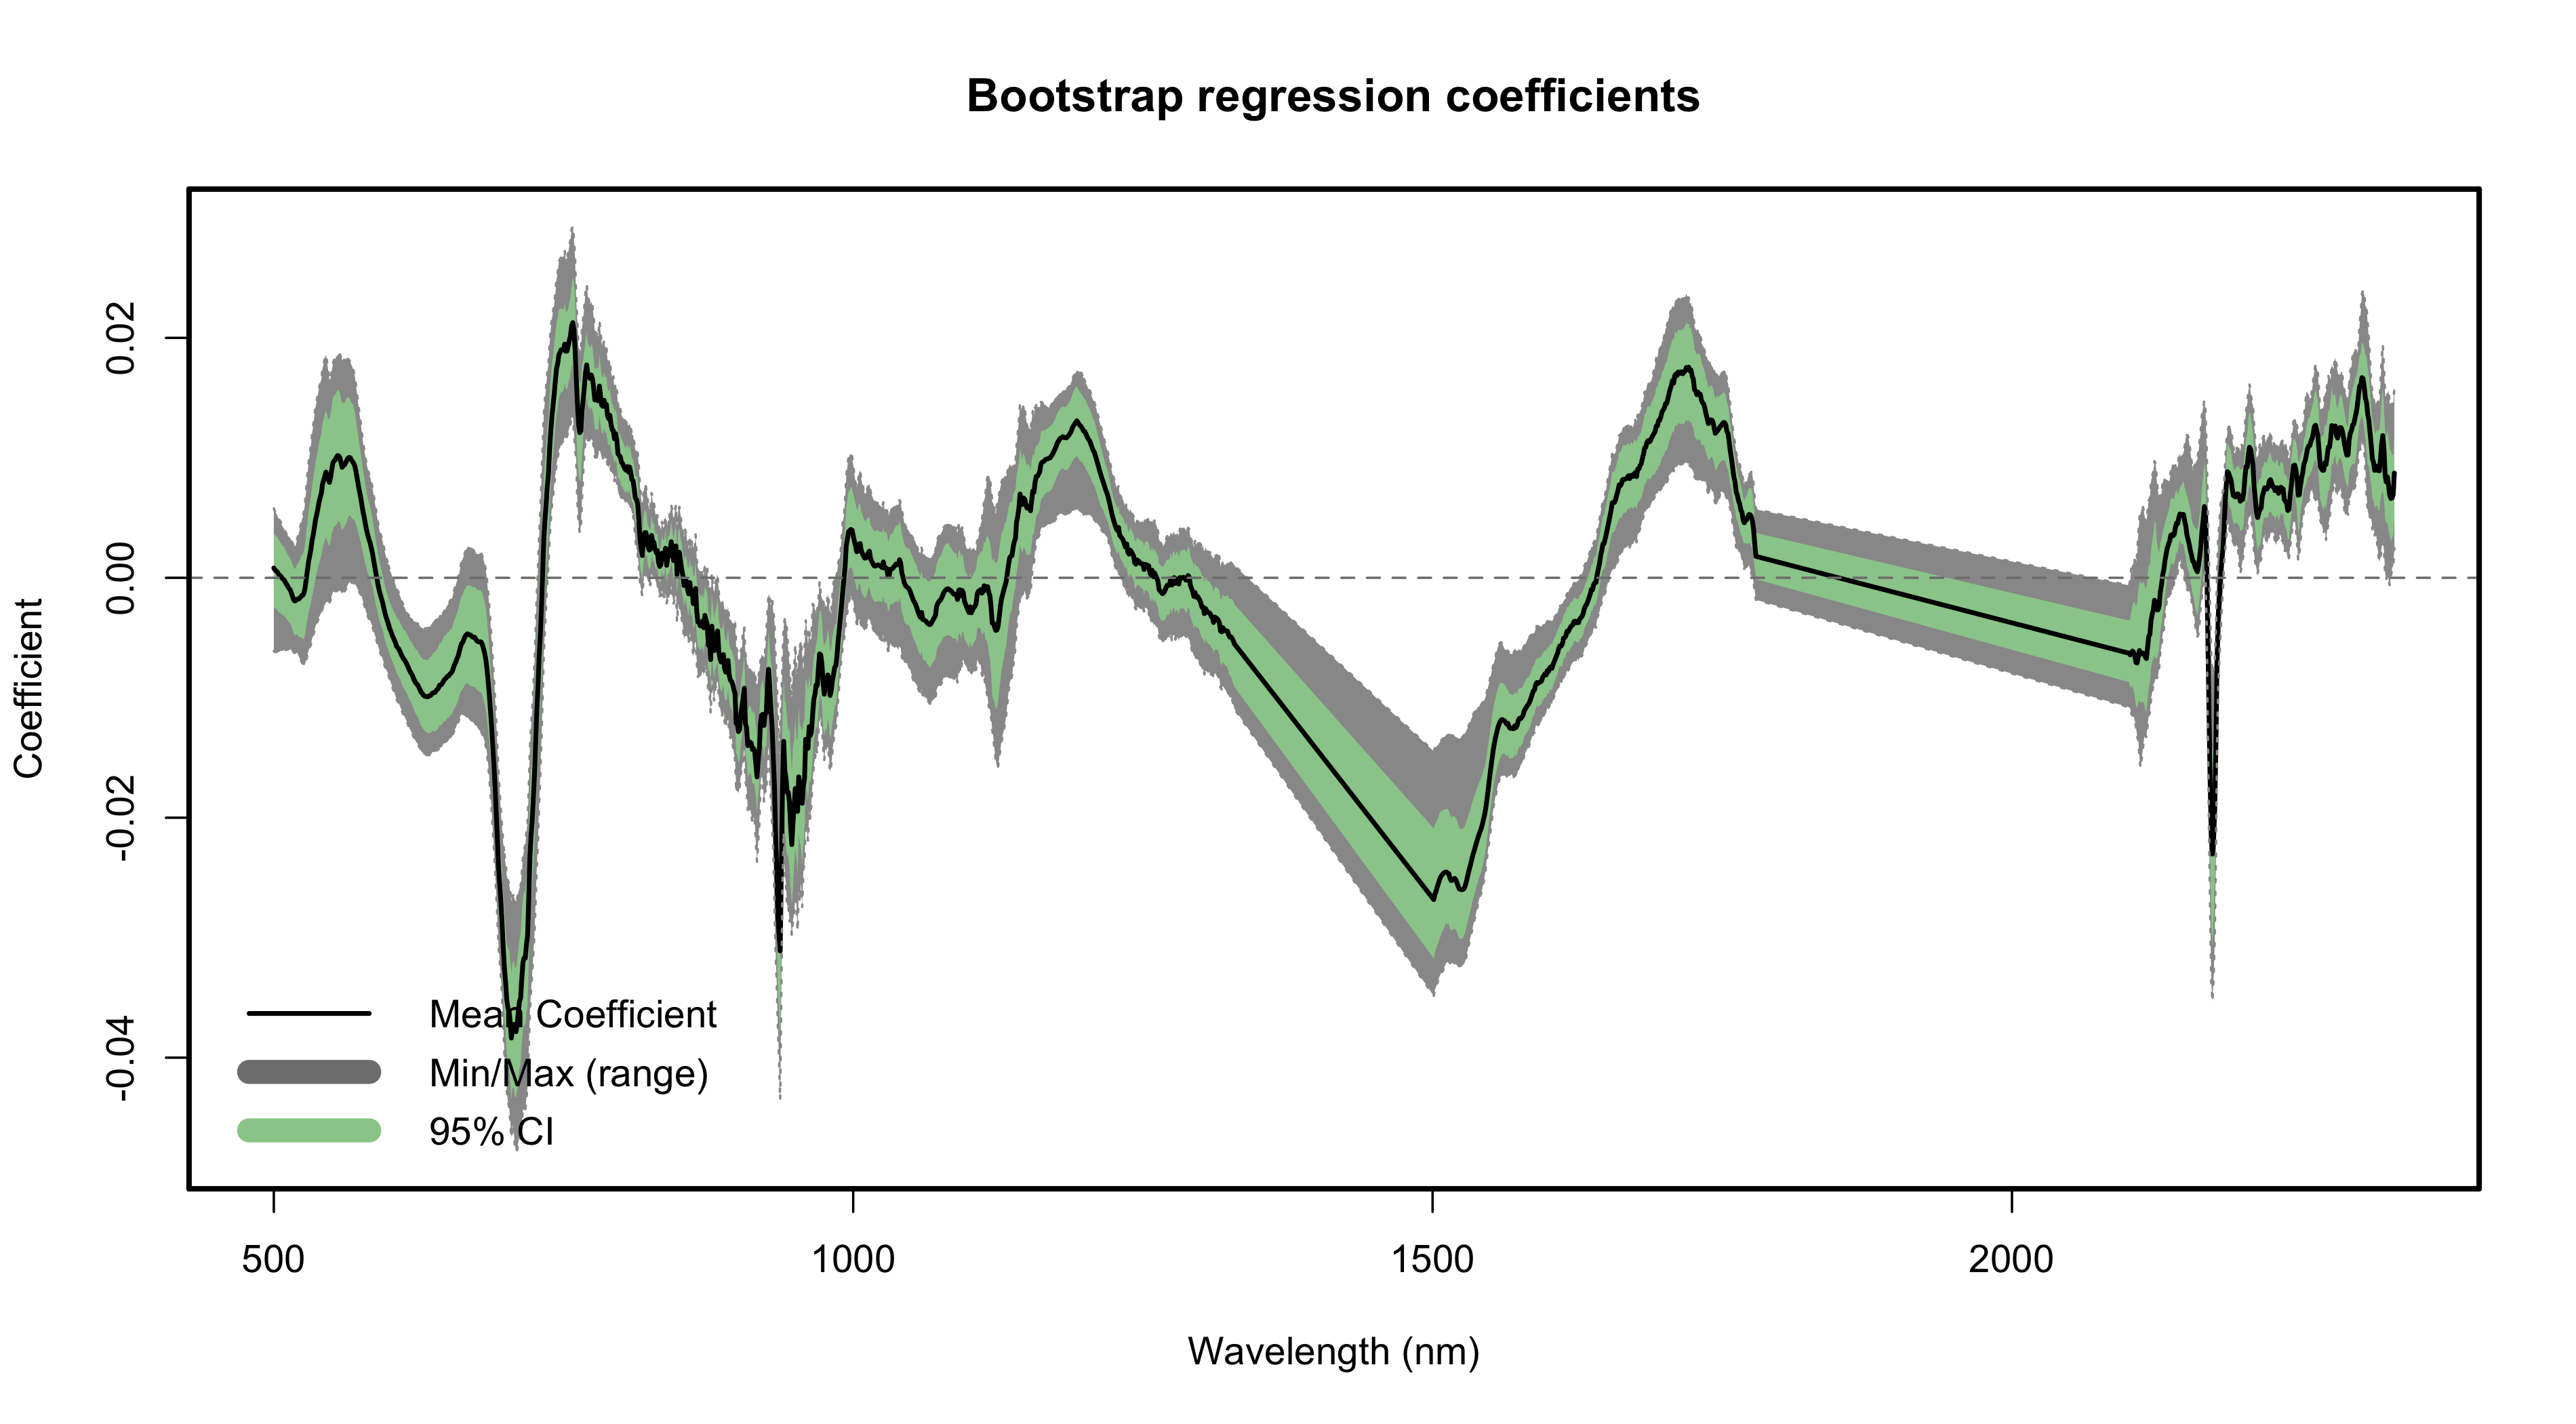 Bootstrap regression coefficients
Coefficient
0.02
0.00
-0.02
-0.04
Mean Coefficient
Min/Max (range)
95% CI
500
1000
1500
2000
Wavelength (nm)